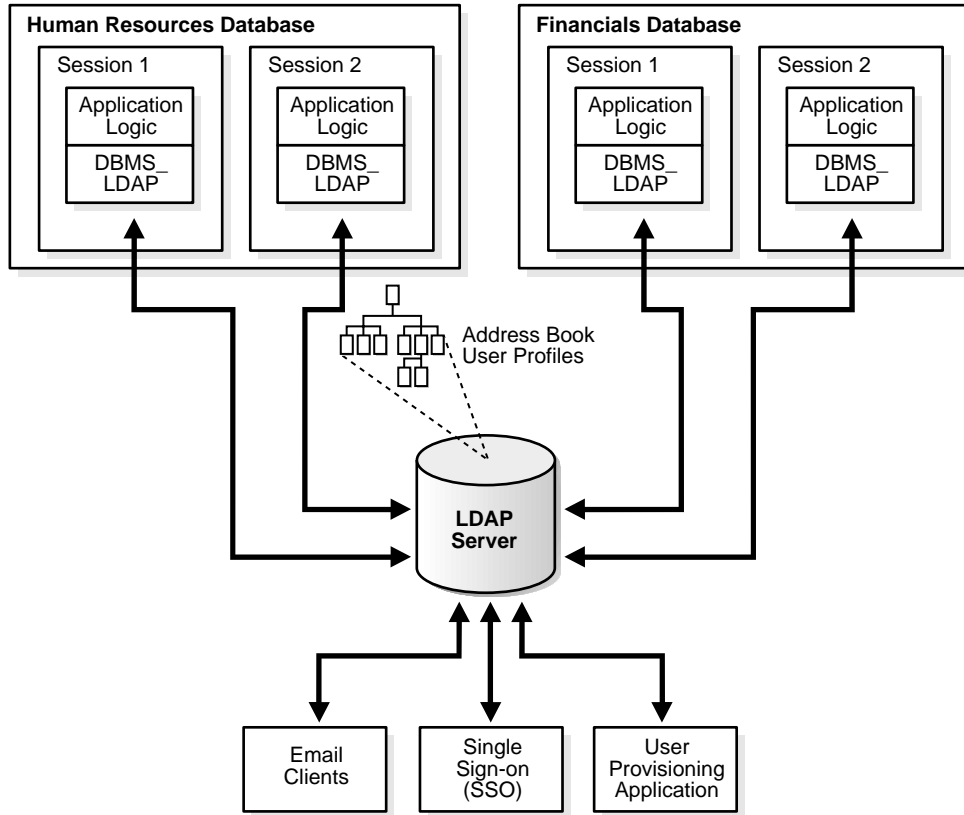 Human Resources Database
Session 1
Application
Logic
DBMS_
LDAP
Session 2
Application
Logic
DBMS_
LDAP
Financials Database
Session 1
Application
Logic
DBMS_
LDAP
Session 2
Application
Logic
DBMS_
LDAP
Address Book
User Profiles
LDAP
Server
Email
Clients
Single
Sign-on
(SSO)
User
Provisioning
Application